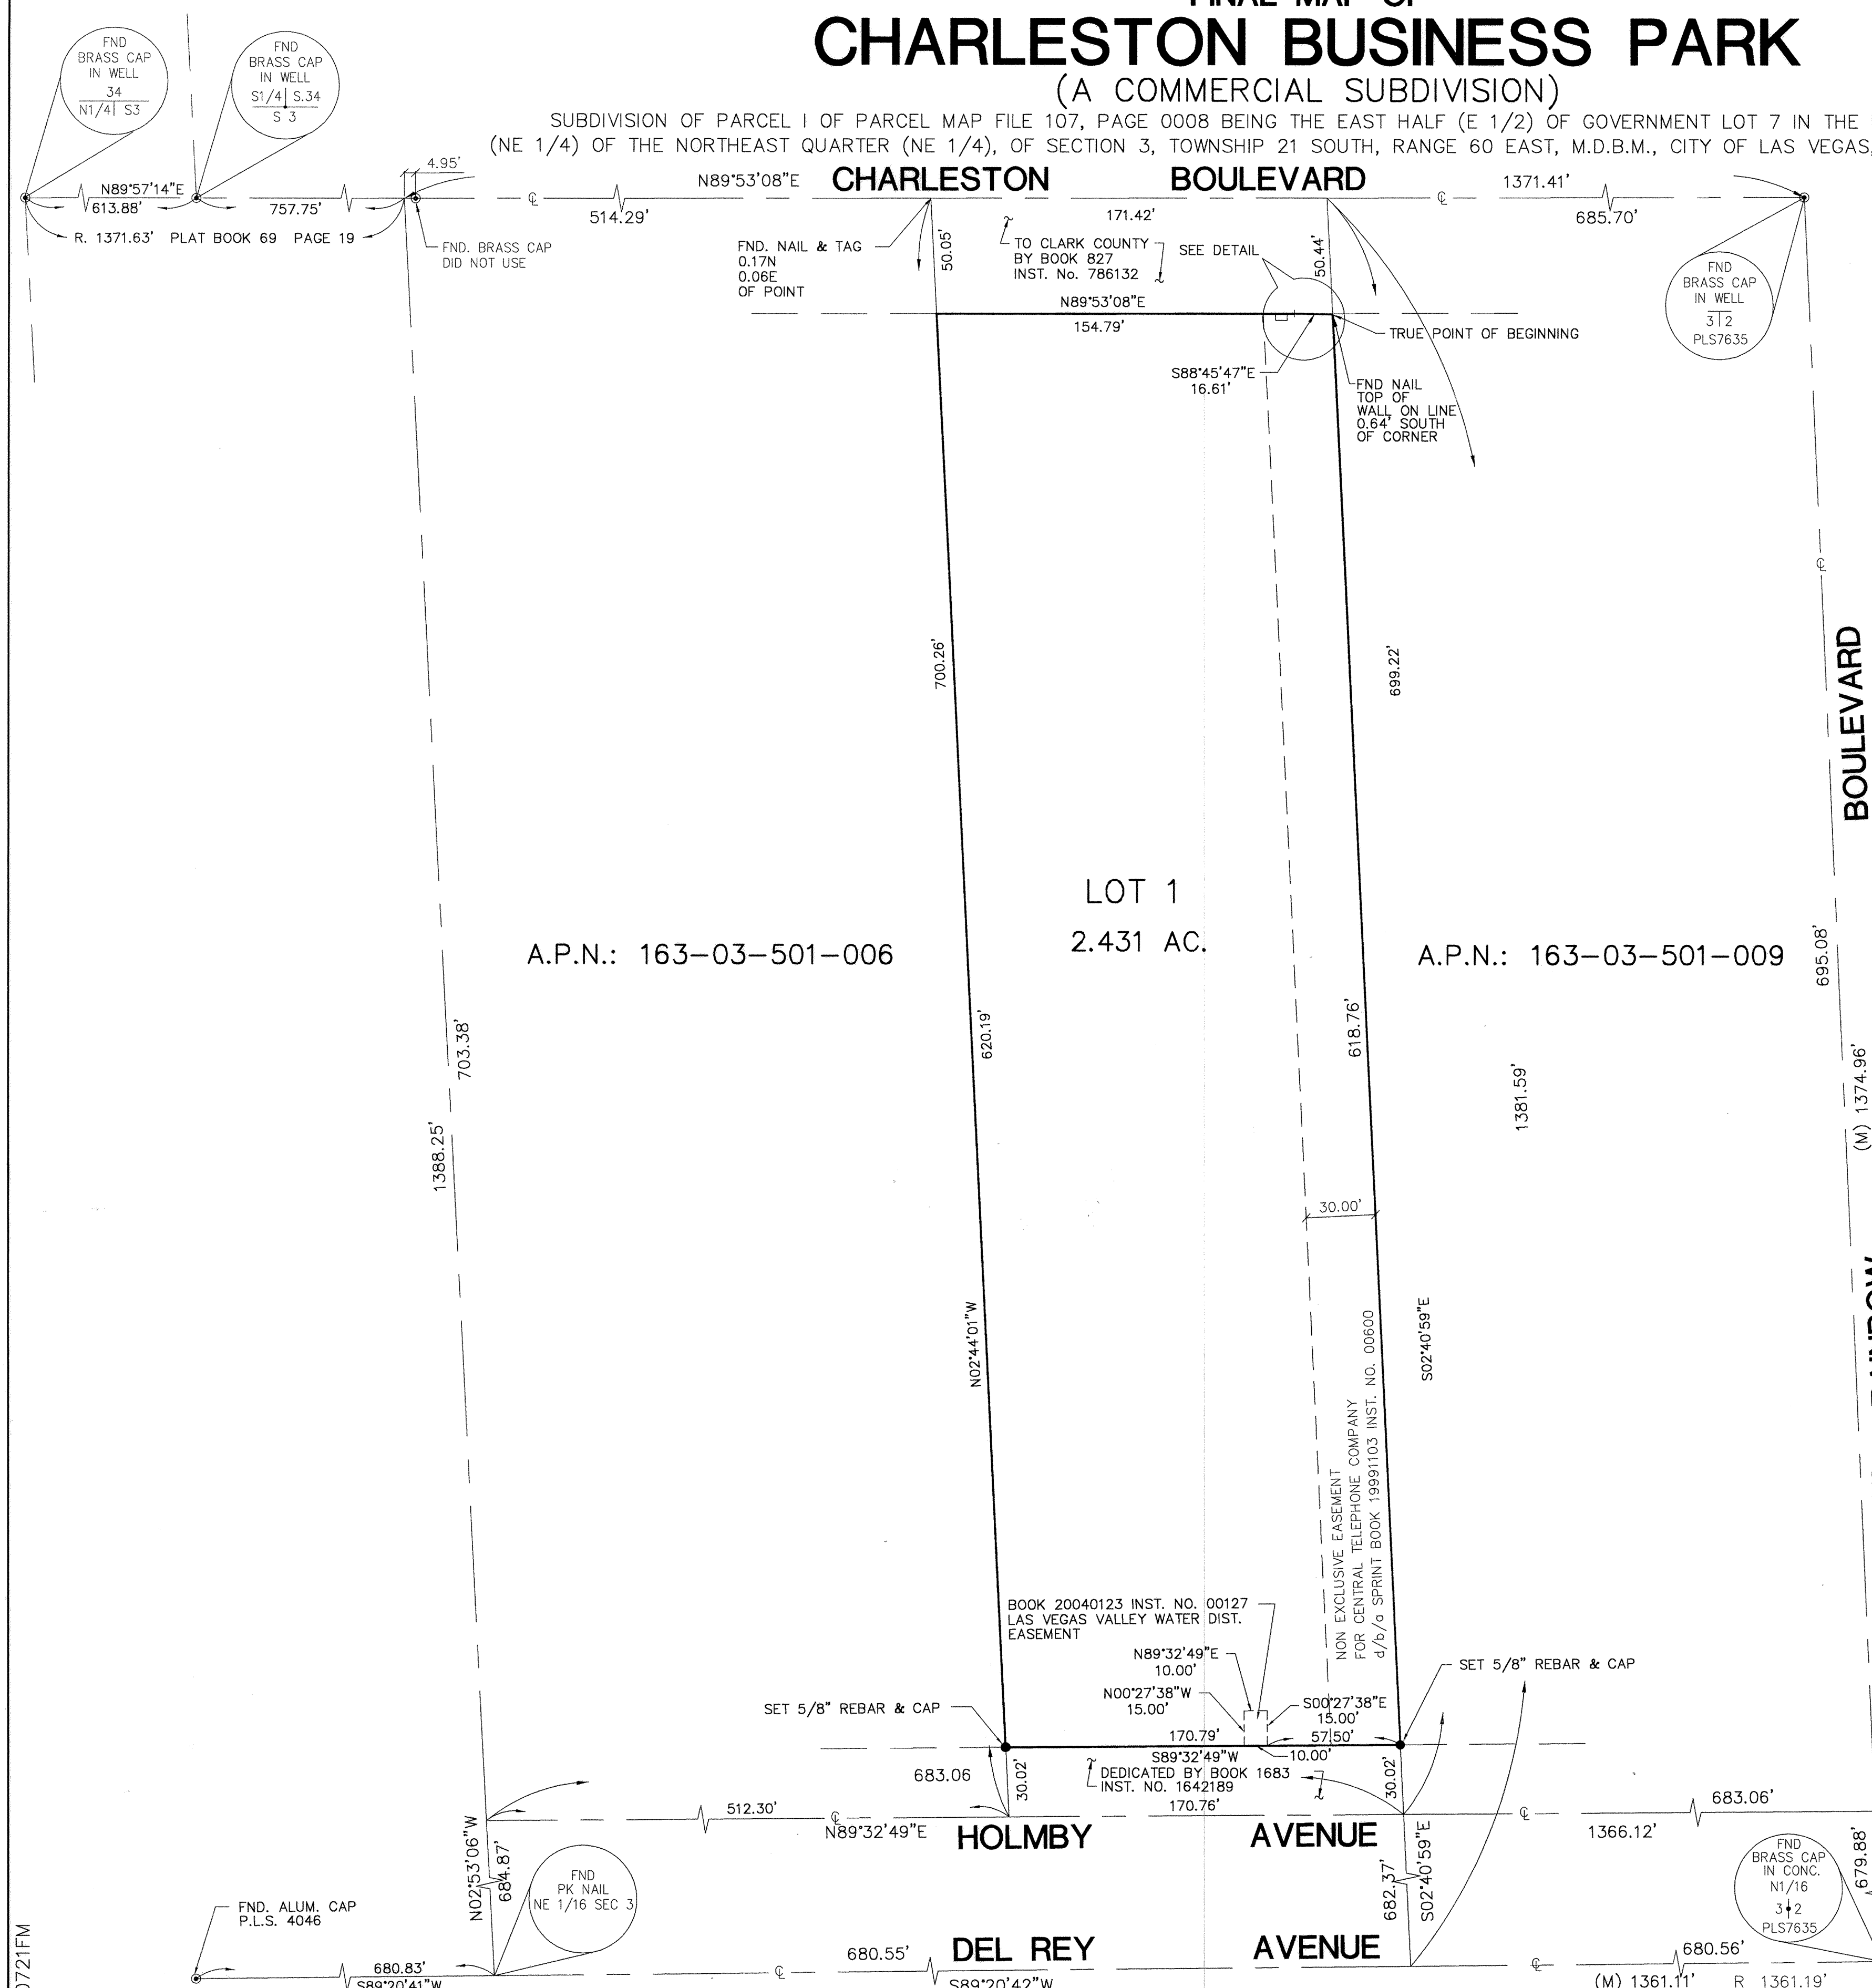 FINAL MAP OF
CHARLESTON BUSINESS PARK
(A COMMERCIAL SUBDIVISION)
SUBDIVISION OF PARCEL I OF PARCEL MAP FILE 107, PAGE 0008 BEING THE EAST HALF (E 1/2) OF GOVERNMENT LOT 7 IN THE
(NE 1/4) OF THE NORTHEAST QUARTER (NE 1/4), OF SECTION 3, TOWNSHIP 21 SOUTH, RANGE 60 EAST, M.D.B.M., CITY OF LAS VEGAS,
FND
BRASS CAP
IN WELL
34
N1/4 S3
FND
BRASS CAP
IN WELL
S1/4 S.34
S 3
4.95'
N89°57'14"E
613.88'
757.75'
R. 1371.63' PLAT BOOK 69 PAGE 19
FND. BRASS CAP
DID NOT USE
N89°53'08"E
CHARLESTON BOULEVARD
1371.41'
514.29'
171.42'
685.70'
FND. NAIL & TAG
0.17N
0.06E
OF POINT
50.05'
TO CLARK COUNTY
BY BOOK 827
INST. No. 786132
SEE DETAIL
50.44'
FND
BRASS CAP
IN WELL
3 2
PLS7635
N89°53'08"E
154.79'
TRUE POINT OF BEGINNING
S88°45'47"E
16.61'
FND NAIL
TOP OF
WALL ON LINE
0.64' SOUTH
OF CORNER
700.26'
699.22'
BOULEVARD
LOT 1
2.431 AC.
A.P.N.: 163-03-501-006
A.P.N.: 163-03-501-009
695.08'
703.38'
620.19'
618.76'
1381.59'
(M) 1374.96'
1388.25'
30.00'
N02°44'01"W
S02°40'59"E
NON EXCLUSIVE EASEMENT
FOR CENTRAL TELEPHONE COMPANY
d/b/a SPRINT BOOK 19991103 INST. NO. 00600
BOOK 20040123 INST. NO. 00127
LAS VEGAS VALLEY WATER DIST.
EASEMENT
N89°32'49"E
10.00'
N00°27'38"W
15.00'
S00°27'38"E
15.00'
SET 5/8" REBAR & CAP
SET 5/8" REBAR & CAP
170.79'
57.50'
S89°32'49"W
10.00'
683.06
30.02'
DEDICATED BY BOOK 1683
INST. NO. 1642189
30.02'
512.30'
170.76'
683.06'
N89°32'49"E
HOLMBY AVENUE
1366.12'
N02°53'06"W
684.87'
FND
PK NAIL
NE 1/16 SEC 3
682.37'
S02°40'59"E
FND
BRASS CAP
IN CONC.
N1/16
3 2
PLS7635
679.88'
FND. ALUM. CAP
P.L.S. 4046
0721FM
680.83'
S89°20'41"W
680.55'
DEL REY AVENUE
S89°20'42"W
680.56'
(M) 1361.11' R 1361.19'